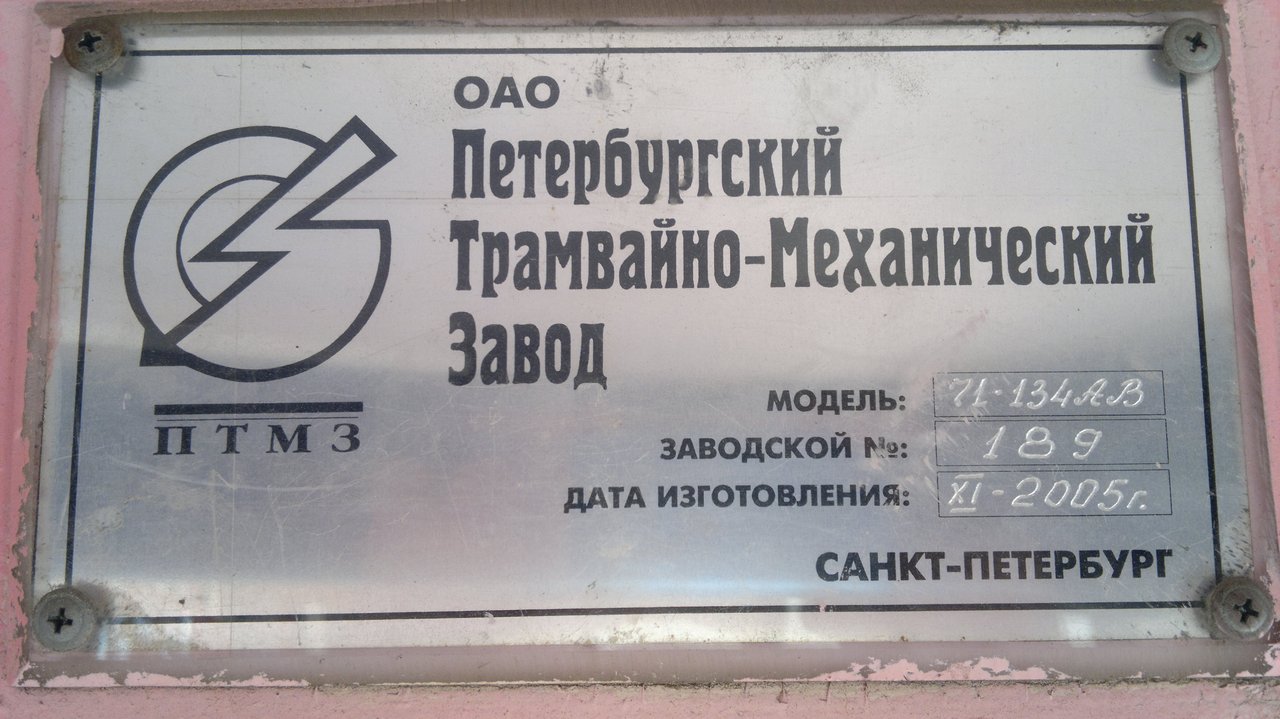 ОАО
Петербургский
Трамвайно-Механический
Завод
ПТМЗ
МОДЕЛЬ: 71-134АВ
ЗАВОДСКОЙ №: 189
ДАТА ИЗГОТОВЛЕНИЯ: XI-2005г.
САНКТ-ПЕТЕРБУРГ